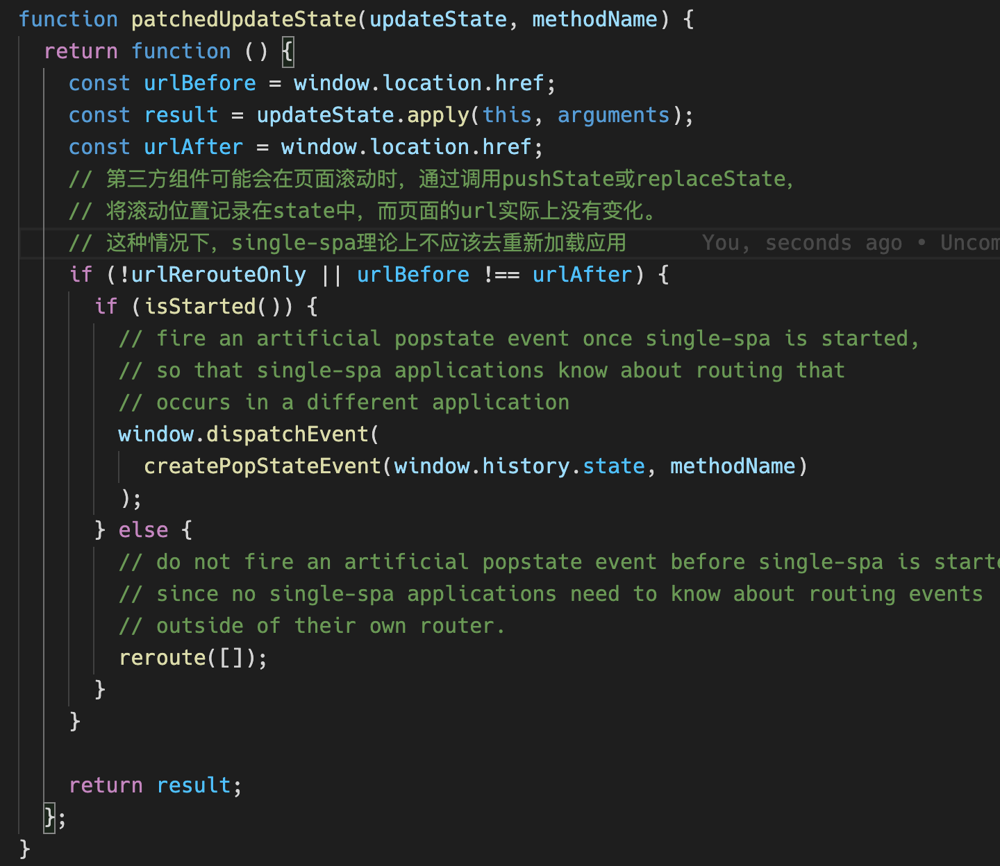 function patchedUpdateState(updateState, methodName) {
return function () {
const urlBefore = window.location.href;
const result = updateState.apply(this, arguments);
const urlAfter = window.location.href;
// 第三方组件可能会在页面滚动时，通过调用pushState或replaceState，
// 将滚动位置记录在state中，而页面的url实际上没有变化。
// 这种情况下，single-spa理论上不应该去重新加载应用 You, seconds ago • Uncom
if (!urlRerouteOnly || urlBefore !== urlAfter) {
if (isStarted()) {
// fire an artificial popstate event once single-spa is started,
// so that single-spa applications know about routing that
// occurs in a different application
window.dispatchEvent(
createPopStateEvent(window.history.state, methodName)
);
} else {
// do not fire an artificial popstate event before single-spa is starte
// since no single-spa applications need to know about routing events
// outside of their own router.
reroute([]);
}
}
return result;
};
}